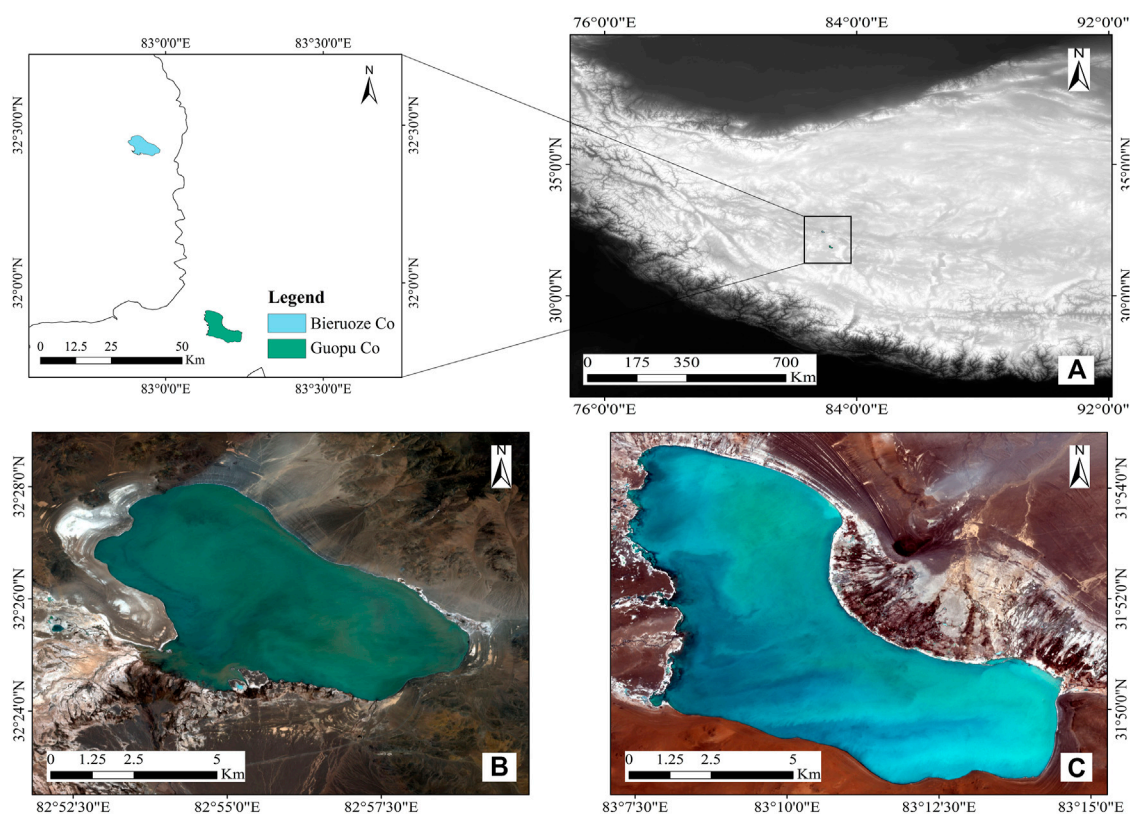 83°0'0"E
83°30'0"E
N
32°30'0"N
32°30'0"N
32°0'0"N
32°0'0"N
Legend
Bieruoze Co
Guopu Co
0 12.5 25 50
Km
83°0'0"E
83°30'0"E
76°0'0"E
84°0'0"E
92°0'0"
N
35°0'0"N
35°0'0"N
30°0'0"N
30°0'0"N
0 175 350 700
Km
A
76°0'0"E
84°0'0"E
92°0'0"
N
32°28'0"N
32°26'0"N
32°24'0"N
0 1.25 2.5 5
Km
B
82°52'30"E
82°55'0"E
82°57'30"E
N
31°54'0"N
31°52'0"N
31°50'0"N
0 1.25 2.5 5
Km
C
83°7'30"E
83°10'0"E
83°12'30"E
83°15'0"E